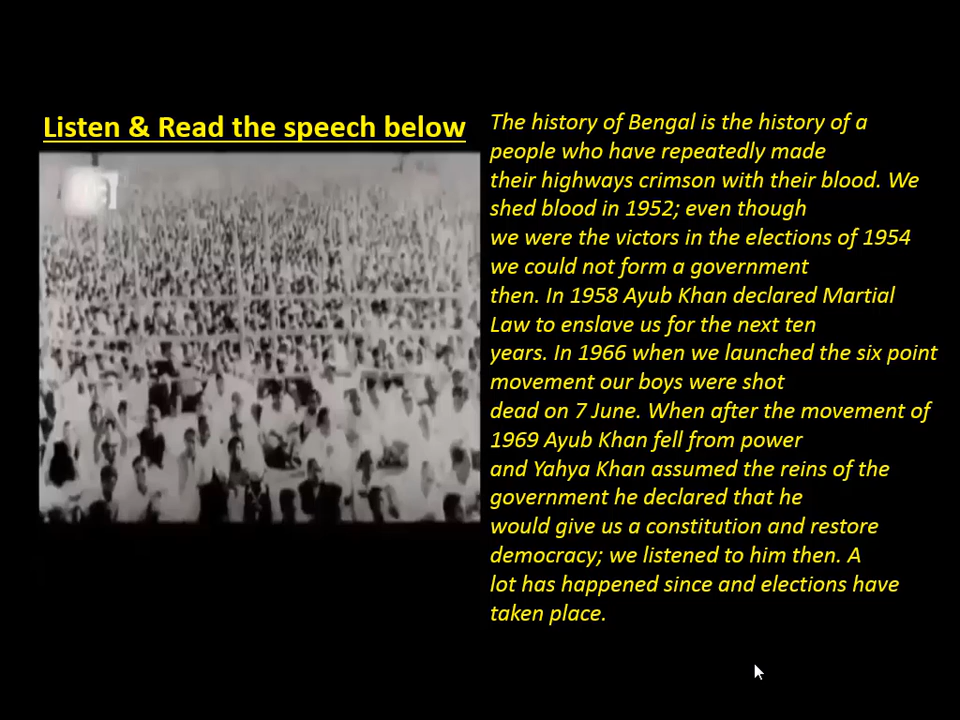 Listen & Read the speech below
The history of Bengal is the history of a
people who have repeatedly made
their highways crimson with their blood. We
shed blood in 1952; even though
we were the victors in the elections of 1954
we could not form a government
then. In 1958 Ayub Khan declared Martial
Law to enslave us for the next ten
years. In 1966 when we launched the six point
movement our boys were shot
dead on 7 June. When after the movement of
1969 Ayub Khan fell from power
and Yahya Khan assumed the reins of the
government he declared that he
would give us a constitution and restore
democracy; we listened to him then. A
lot has happened since and elections have
taken place.